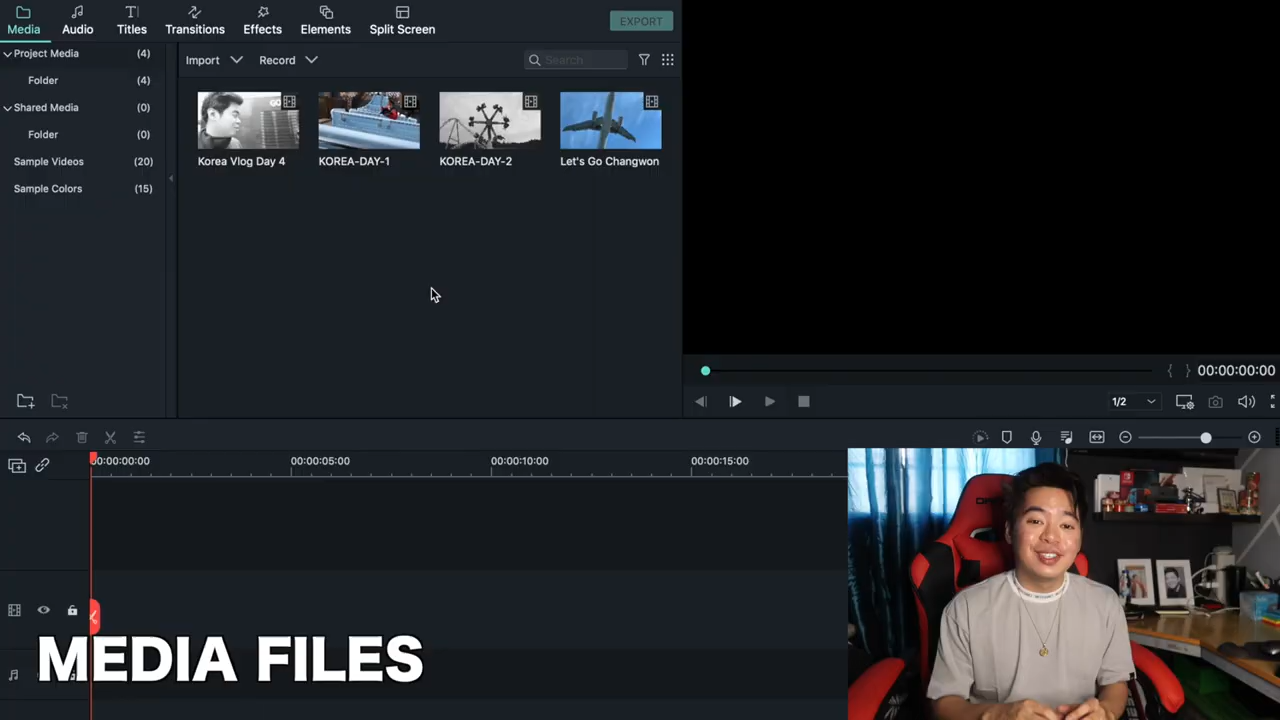 Media Audio Titles Transitions Effects Elements Split Screen EXPORT
Project Media (4)
Folder (4)
Shared Media (0)
Folder (0)
Sample Videos (20)
Sample Colors (15)
Import Record Search
Korea Vlog Day 4 KOREA-DAY-1 KOREA-DAY-2 Let's Go Changwon
00:00:00:00
1/2
00:00:00:00 00:00:05:00 00:00:10:00 00:00:15:00
MEDIA FILES